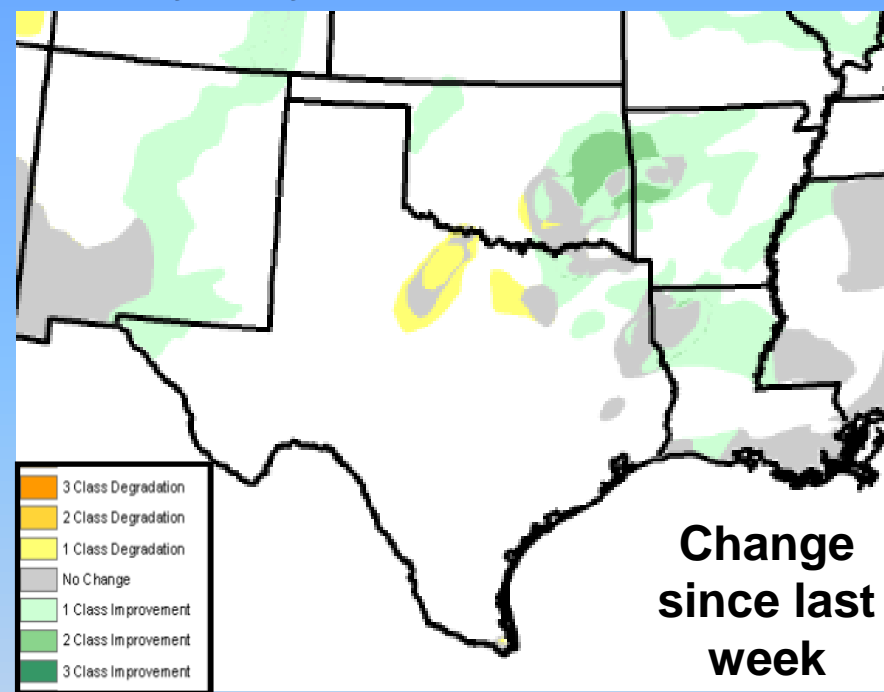 3 Class Degradation
2 Class Degradation
1 Class Degradation
No Change
1 Class Improvement
2 Class Improvement
3 Class Improvement
Change
since last
week